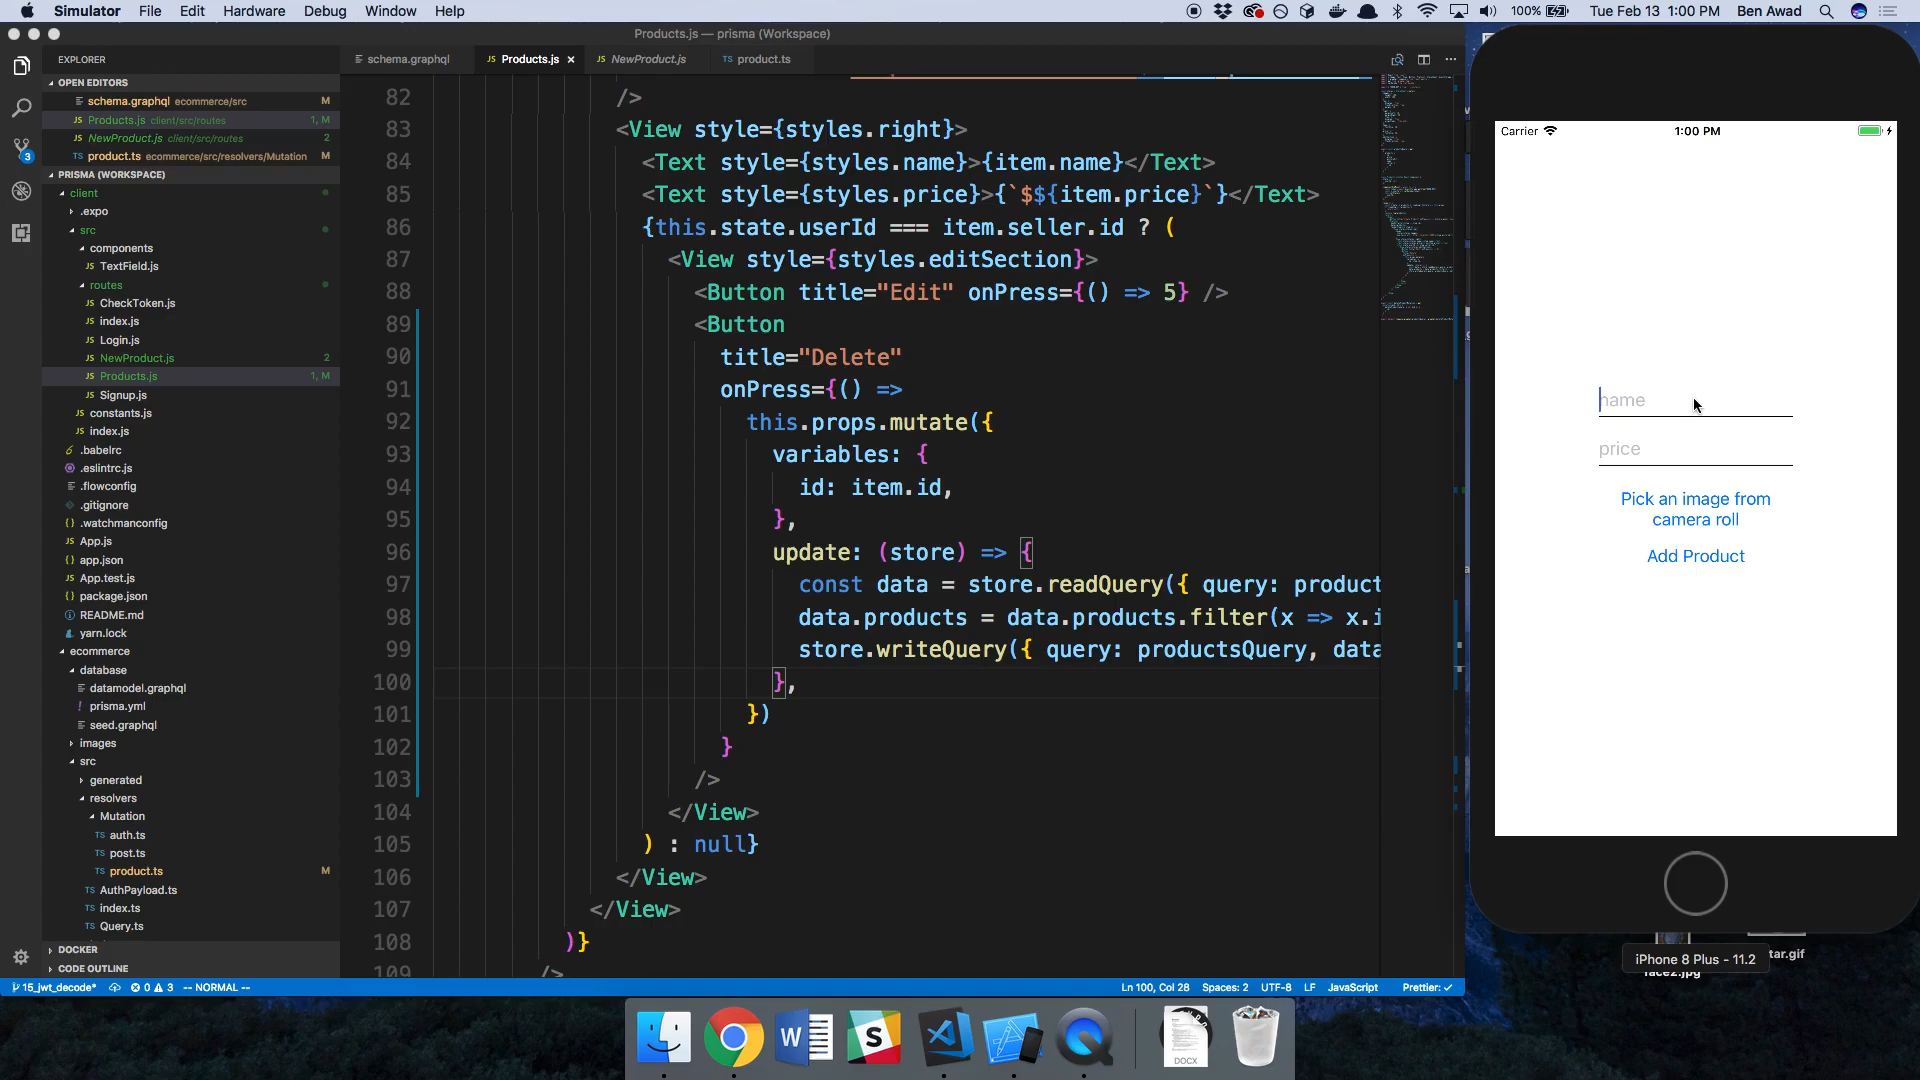 Simulator File Edit Hardware Debug Window Help
100% Tue Feb 13 1:00 PM Ben Awad
Products.js — prisma (Workspace)
EXPLORER
OPEN EDITORS
schema.graphql ecommerce/src M
Products.js client/src/routes 1, M
NewProduct.js client/src/routes 2
product.ts ecommerce/src/resolvers/Mutation M
PRISMA (WORKSPACE)
client
.expo
src
components
TextField.js
routes
CheckToken.js
index.js
Login.js
NewProduct.js 2
Products.js 1, M
Signup.js
constants.js
index.js
.babelrc
.eslintrc.js
.flowconfig
.gitignore
.watchmanconfig
App.js
app.json
App.test.js
package.json
README.md
yarn.lock
ecommerce
database
datamodel.graphql
prisma.yml
seed.graphql
images
src
generated
resolvers
Mutation
auth.ts
post.ts
product.ts M
AuthPayload.ts
index.ts
Query.ts
DOCKER
CODE OUTLINE
3
schema.graphql JS Products.js JS NewProduct.js TS product.ts
82 />
83 <View style={styles.right}>
84 <Text style={styles.name}>{item.name}</Text>
85 <Text style={styles.price}>{`$${item.price}`}</Text>
86 {this.state.userId === item.seller.id ? (
87 <View style={styles.editSection}>
88 <Button title="Edit" onPress={() => 5} />
89 <Button
90 title="Delete"
91 onPress={() =>
92 this.props.mutate({
93 variables: {
94 id: item.id,
95 },
96 update: (store) => {
97 const data = store.readQuery({ query: product
98 data.products = data.products.filter(x => x.i
99 store.writeQuery({ query: productsQuery, data
100 },
101 })
102 }
103 />
104 </View>
105 ) : null}
106 </View>
107 </View>
108 )}
109 />
15_jwt_decode* 0 3 -- NORMAL -- Ln 100, Col 28 Spaces: 2 UTF-8 LF JavaScript Prettier: ✓
Carrier 1:00 PM
name
price
Pick an image from
camera roll
Add Product
iPhone 8 Plus - 11.2
tar.gif
face2.jpg
W S DOCX